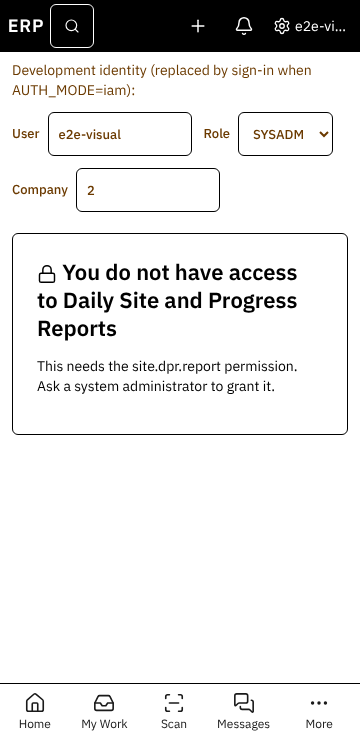 ERP
e2e-vi...
Development identity (replaced by sign-in when
AUTH_MODE=iam):
User e2e-visual Role SYSADM
Company 2
You do not have access
to Daily Site and Progress
Reports
This needs the site.dpr.report permission.
Ask a system administrator to grant it.
Home My Work Scan Messages More